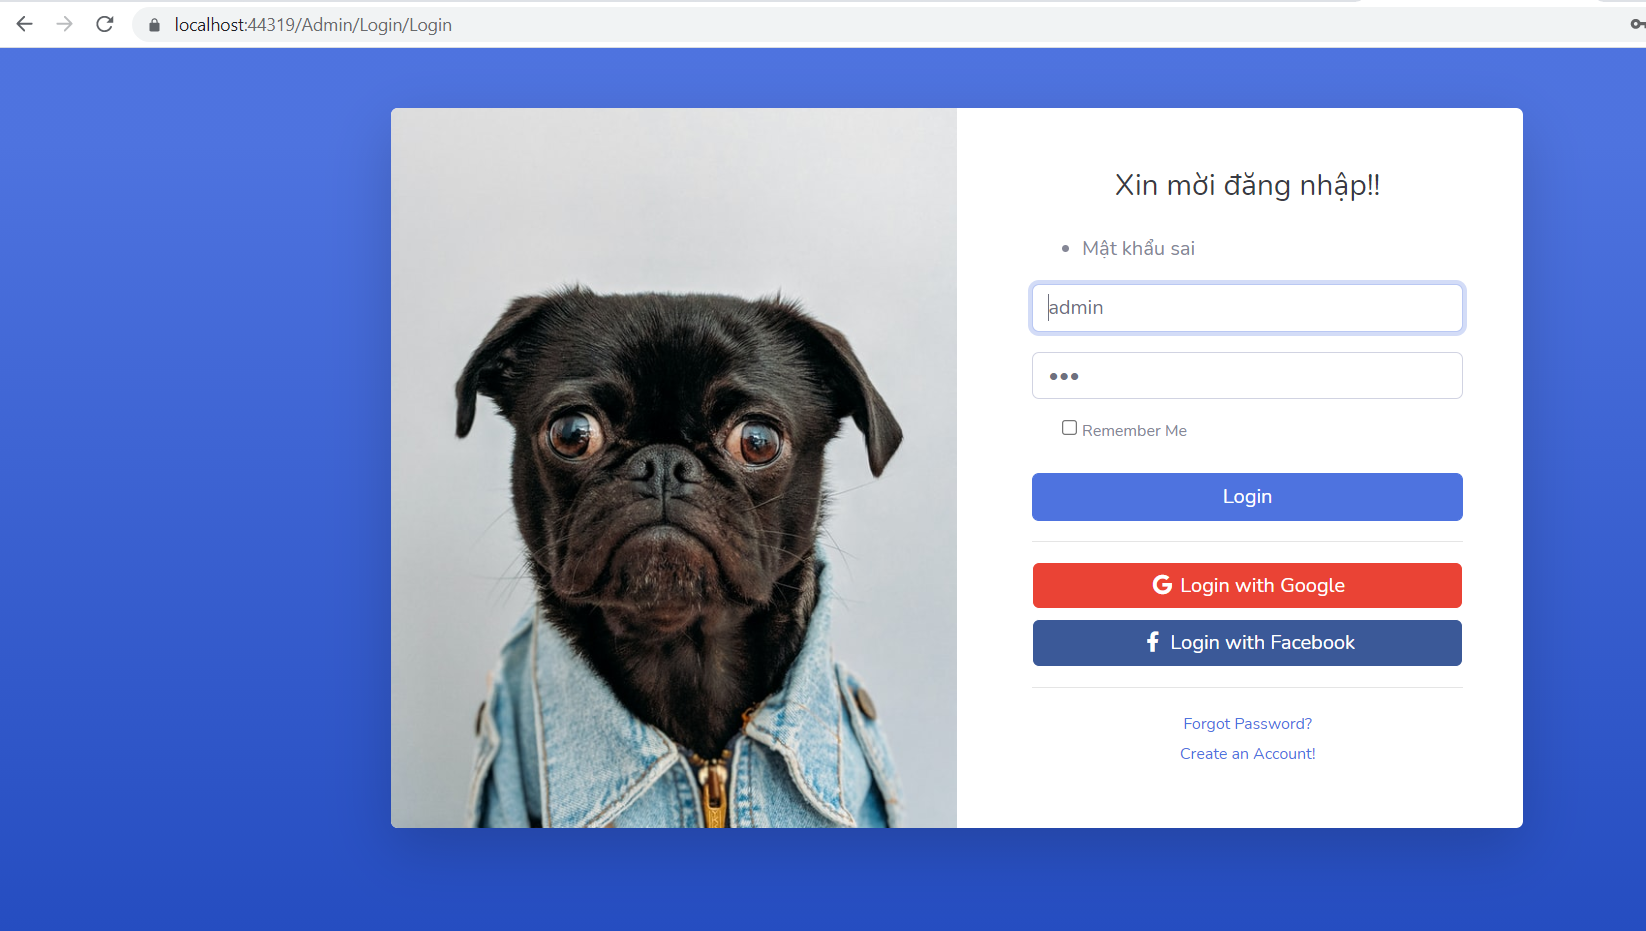 localhost:44319/Admin/Login/Login
Xin mời đăng nhập!!
Mật khẩu sai
admin
•••
Remember Me
Login
Login with Google
Login with Facebook
Forgot Password?
Create an Account!